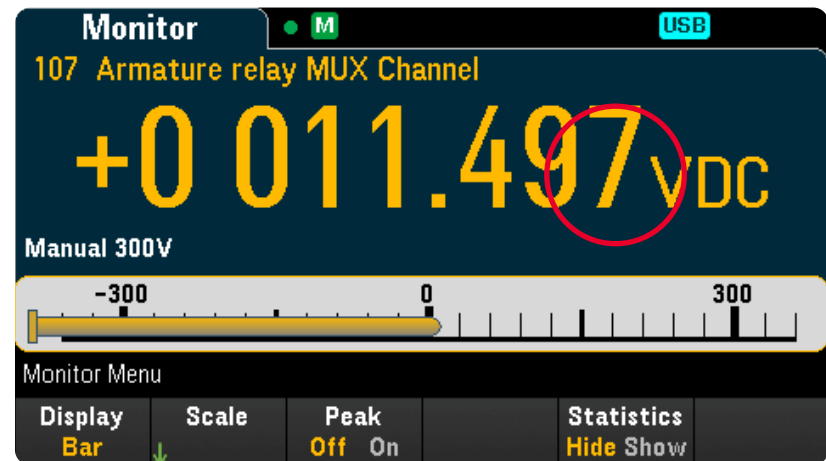 Monitor M USB
107 Armature relay MUX Channel
+0 011.497 VDC
Manual 300V
-300 0 300
Monitor Menu
Display Scale Peak Statistics
Bar Off On Hide Show